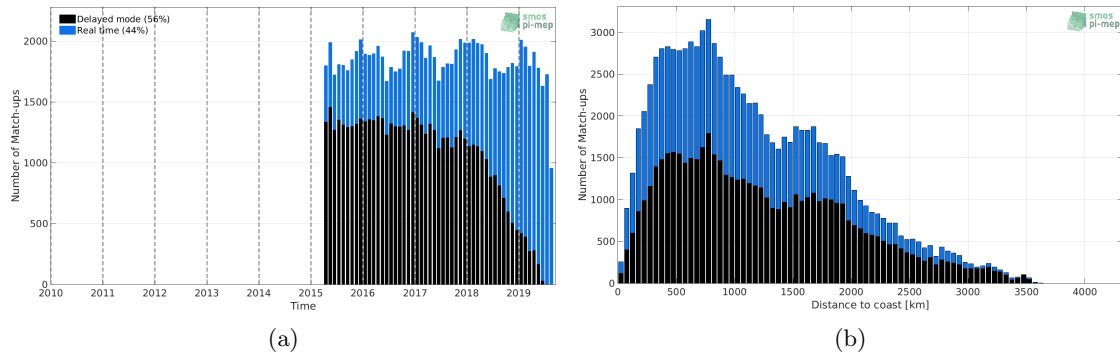 Delayed mode (56%)
Real time (44%)
smos
pi-mep
Number of Match-ups
2000
1500
1000
500
0
2010 2011 2012 2013 2014 2015 2016 2017 2018 2019
Time
(a)
smos
pi-mep
Number of Match-ups
3000
2500
2000
1500
1000
500
0
0 500 1000 1500 2000 2500 3000 3500 4000
Distance to coast [km]
(b)